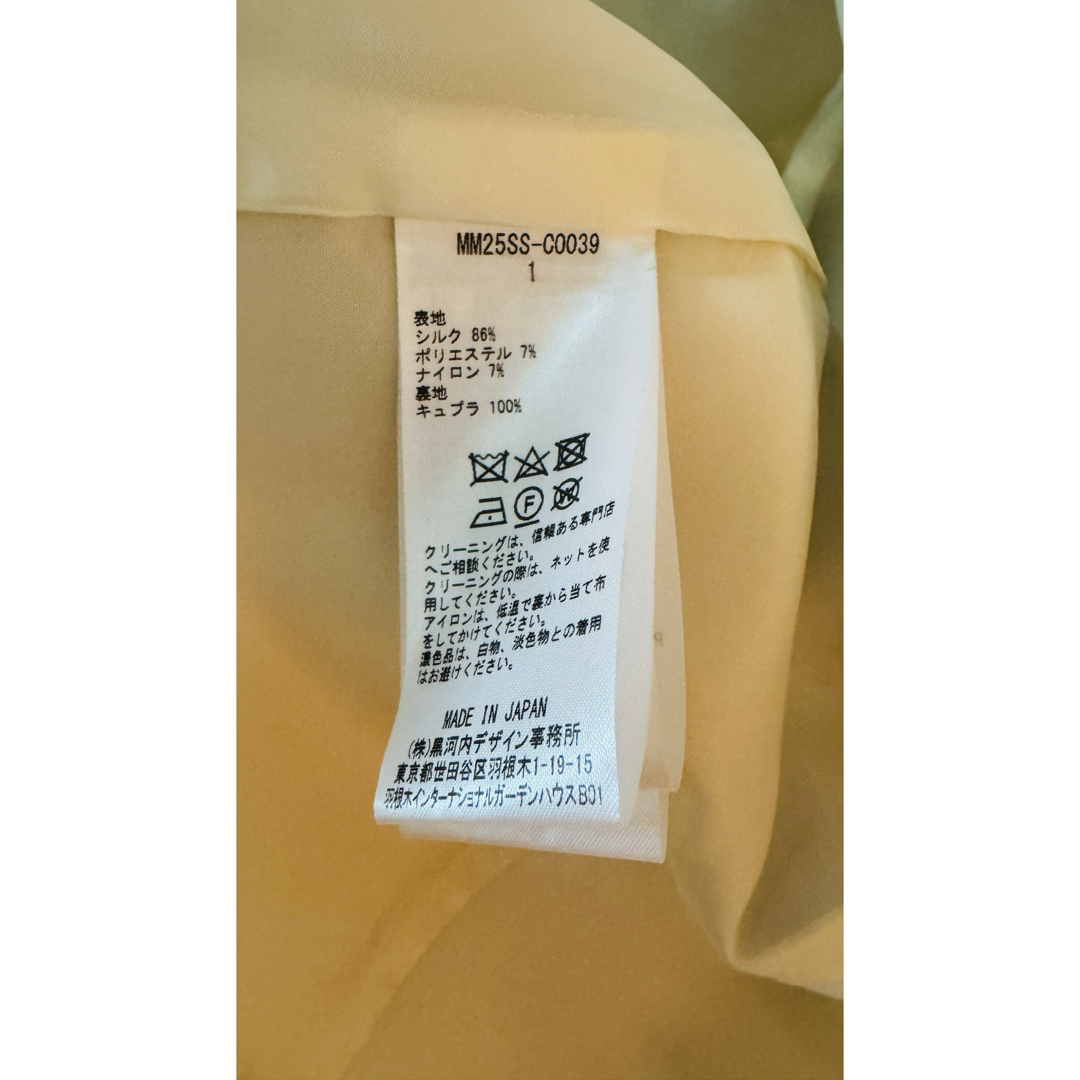 MM25SS-CO039
1
表地
シルク 86%
ポリエステル 7%
ナイロン 7%
裏地
キュプラ 100%
F
W
クリーニングは、信頼ある専門店
へご相談ください。
クリーニングの際は、ネットを使
用してください。
アイロンは、低温で裏から当て布
をしてかけてください。
濃色品は、白物、淡色物との着用
はお避けください。
MADE IN JAPAN
(株)黒河内デザイン事務所
東京都世田谷区羽根木1-19-15
羽根木インターナショナルガーデンハウスB01